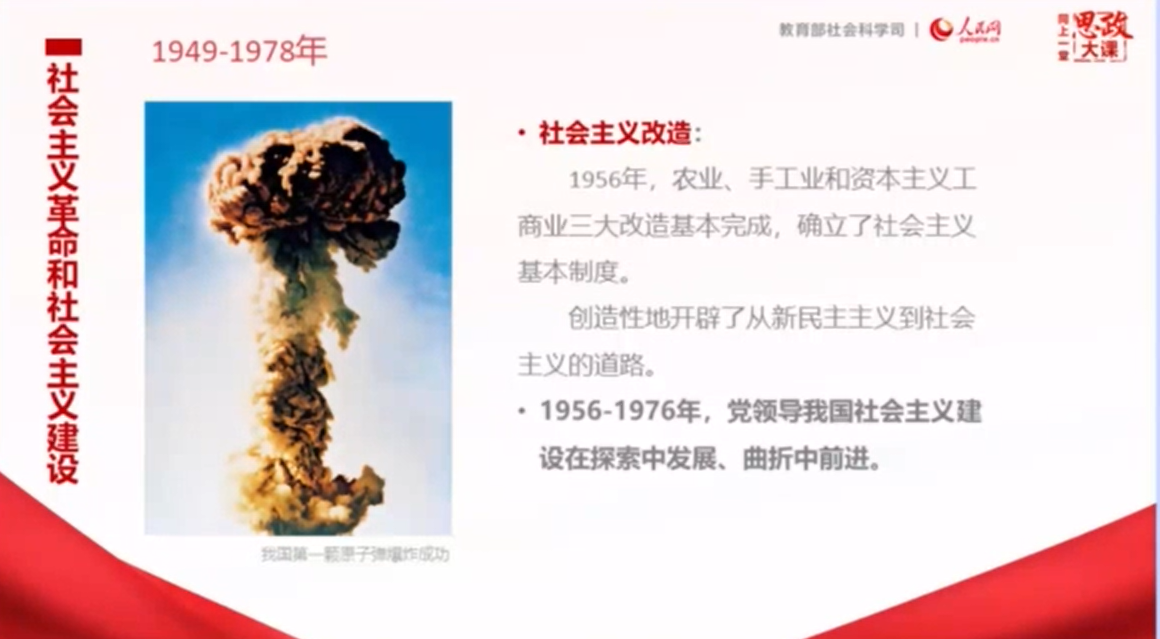 教育部社会科学司 | 人民网
people.cn
网上一堂
思政
大课
社会主义革命和社会主义建设
1949-1978年
我国第一颗原子弹爆炸成功
• 社会主义改造：
1956年，农业、手工业和资本主义工
商业三大改造基本完成，确立了社会主义
基本制度。
创造性地开辟了从新民主主义到社会
主义的道路。
• 1956-1976年，党领导我国社会主义建
设在探索中发展、曲折中前进。